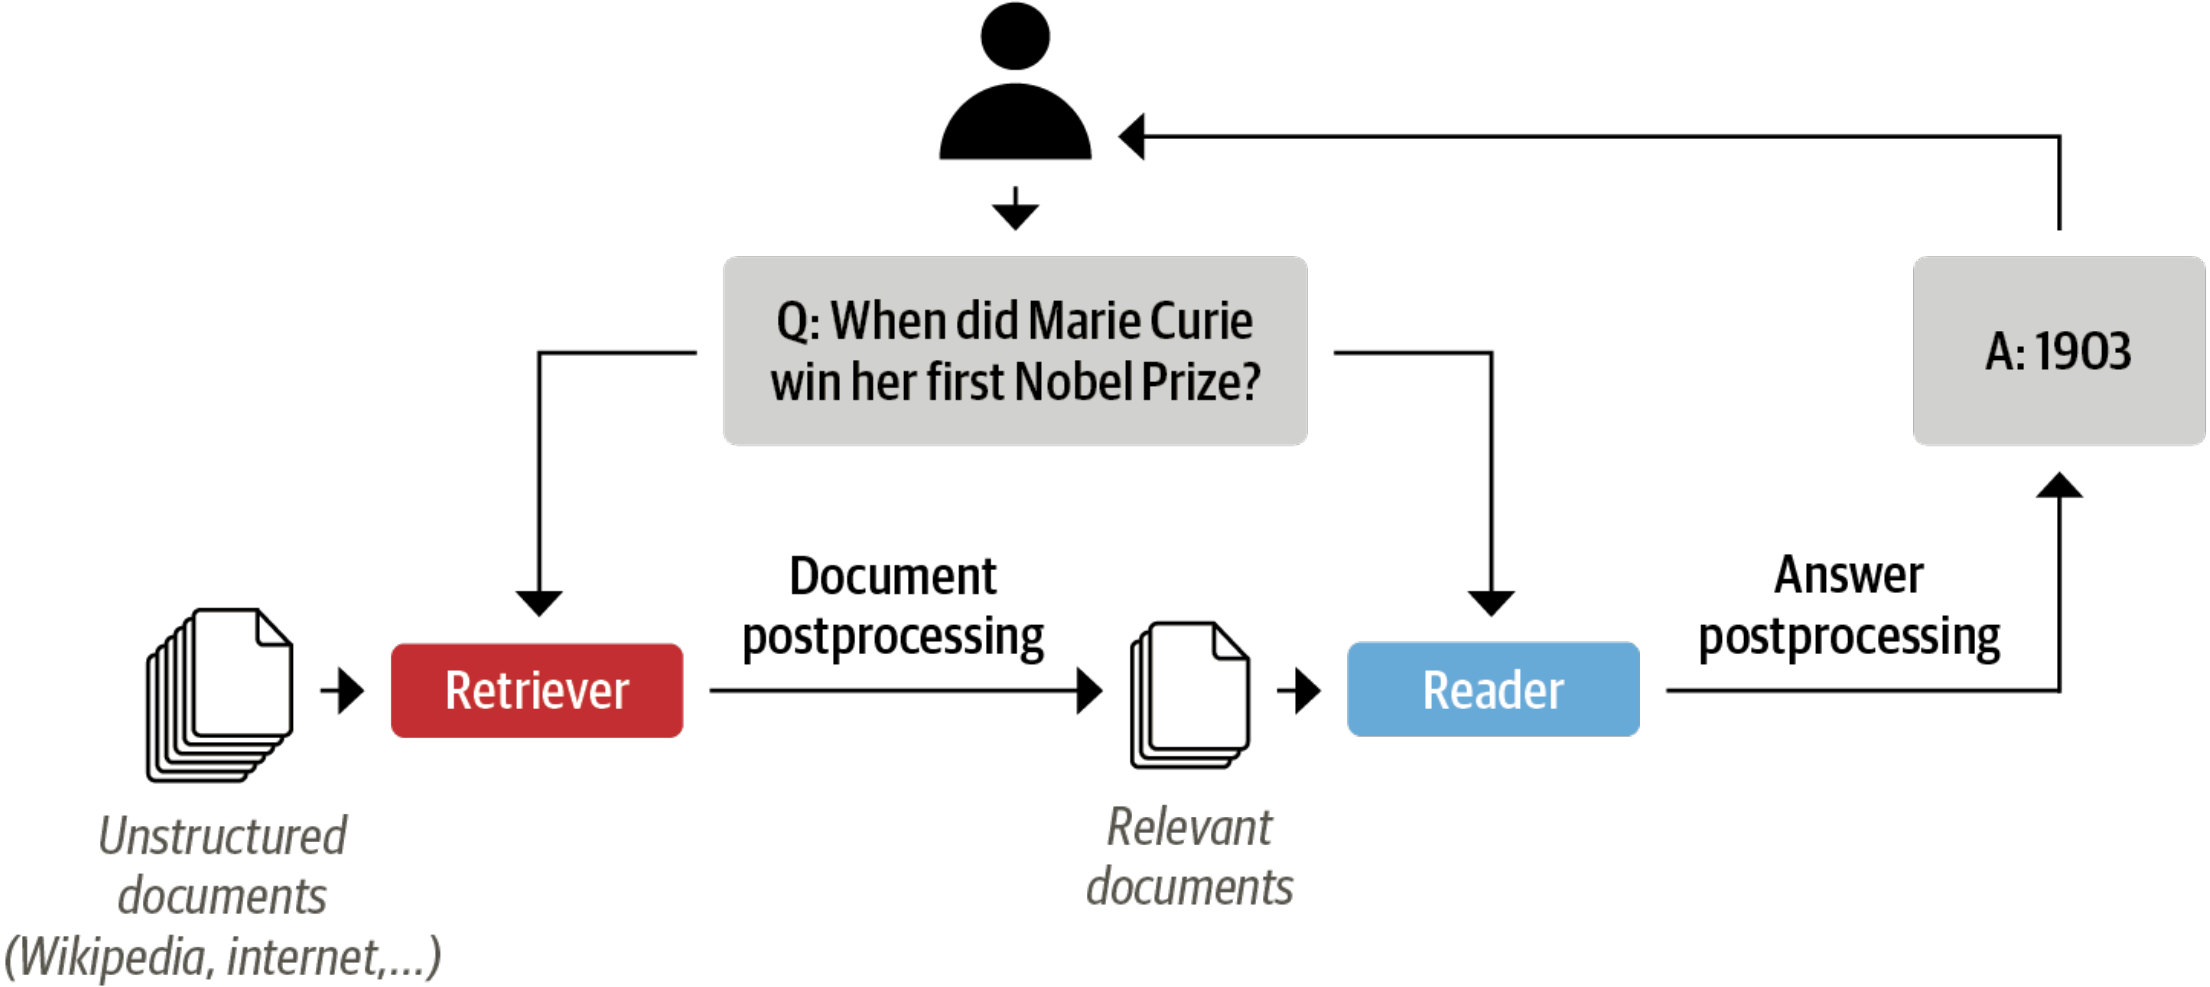 Q: When did Marie Curie
win her first Nobel Prize?
A: 1903
Document
postprocessing
Answer
postprocessing
Retriever
Reader
Unstructured
documents
(Wikipedia, internet,...)
Relevant
documents